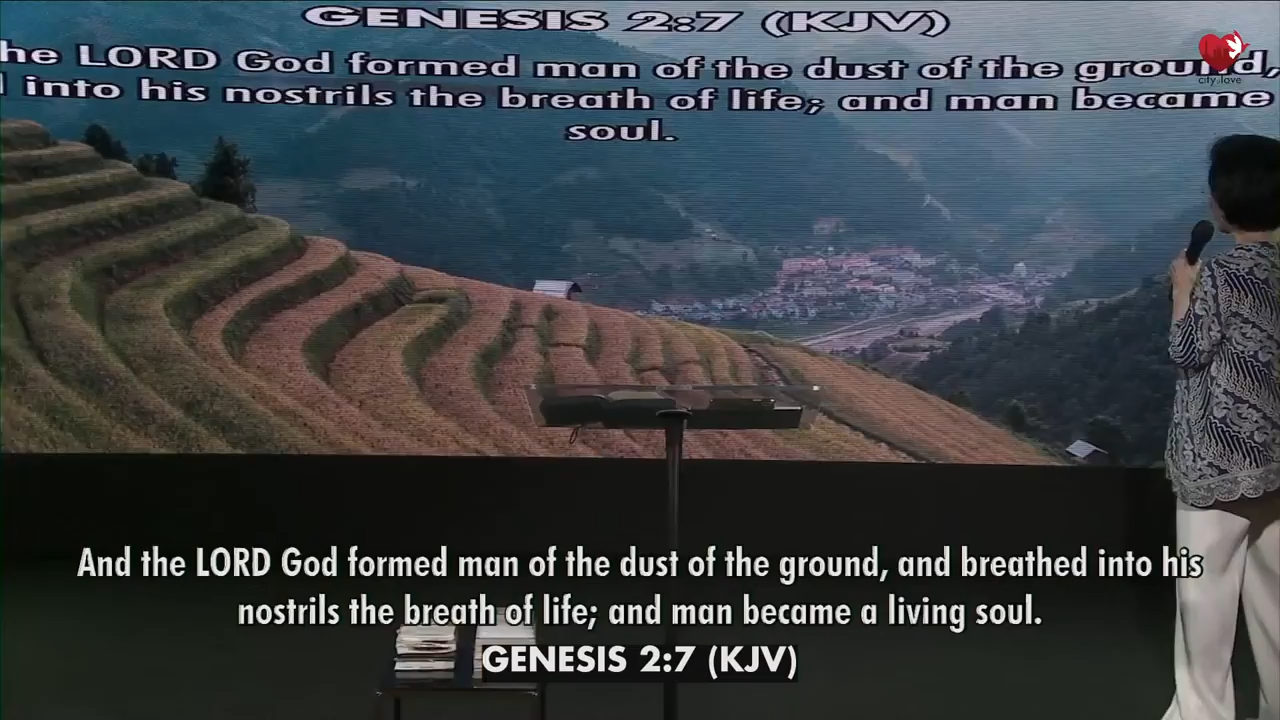 GENESIS 2:7 (KJV)
he LORD God formed man of the dust of the ground,
into his nostrils the breath of life; and man became
soul.
city love
And the LORD God formed man of the dust of the ground, and breathed into his
nostrils the breath of life; and man became a living soul.
GENESIS 2:7 (KJV)